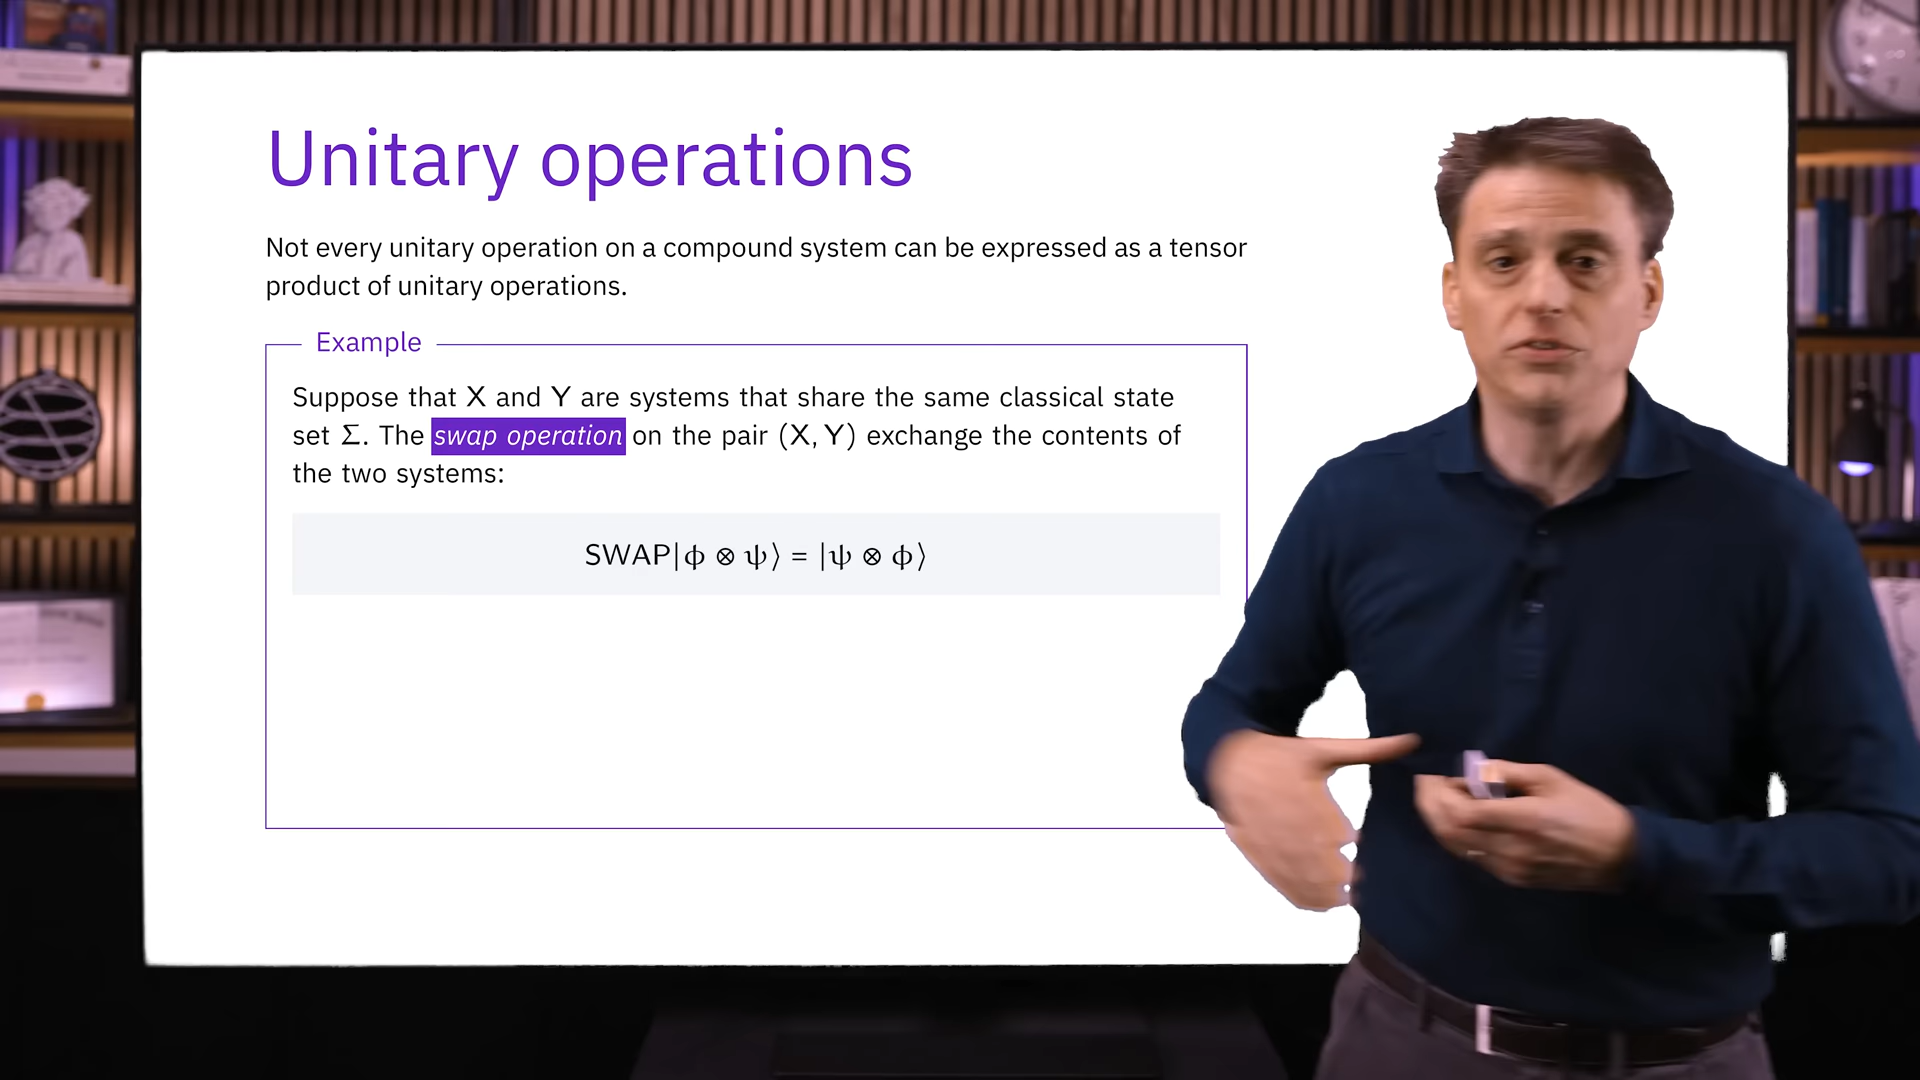 Unitary operations
Not every unitary operation on a compound system can be expressed as a tensor
product of unitary operations.
Example
Suppose that X and Y are systems that share the same classical state
set Σ. The swap operation on the pair (X, Y) exchange the contents of
the two systems:
SWAP|ϕ ⊗ ψ⟩ = |ψ ⊗ ϕ⟩